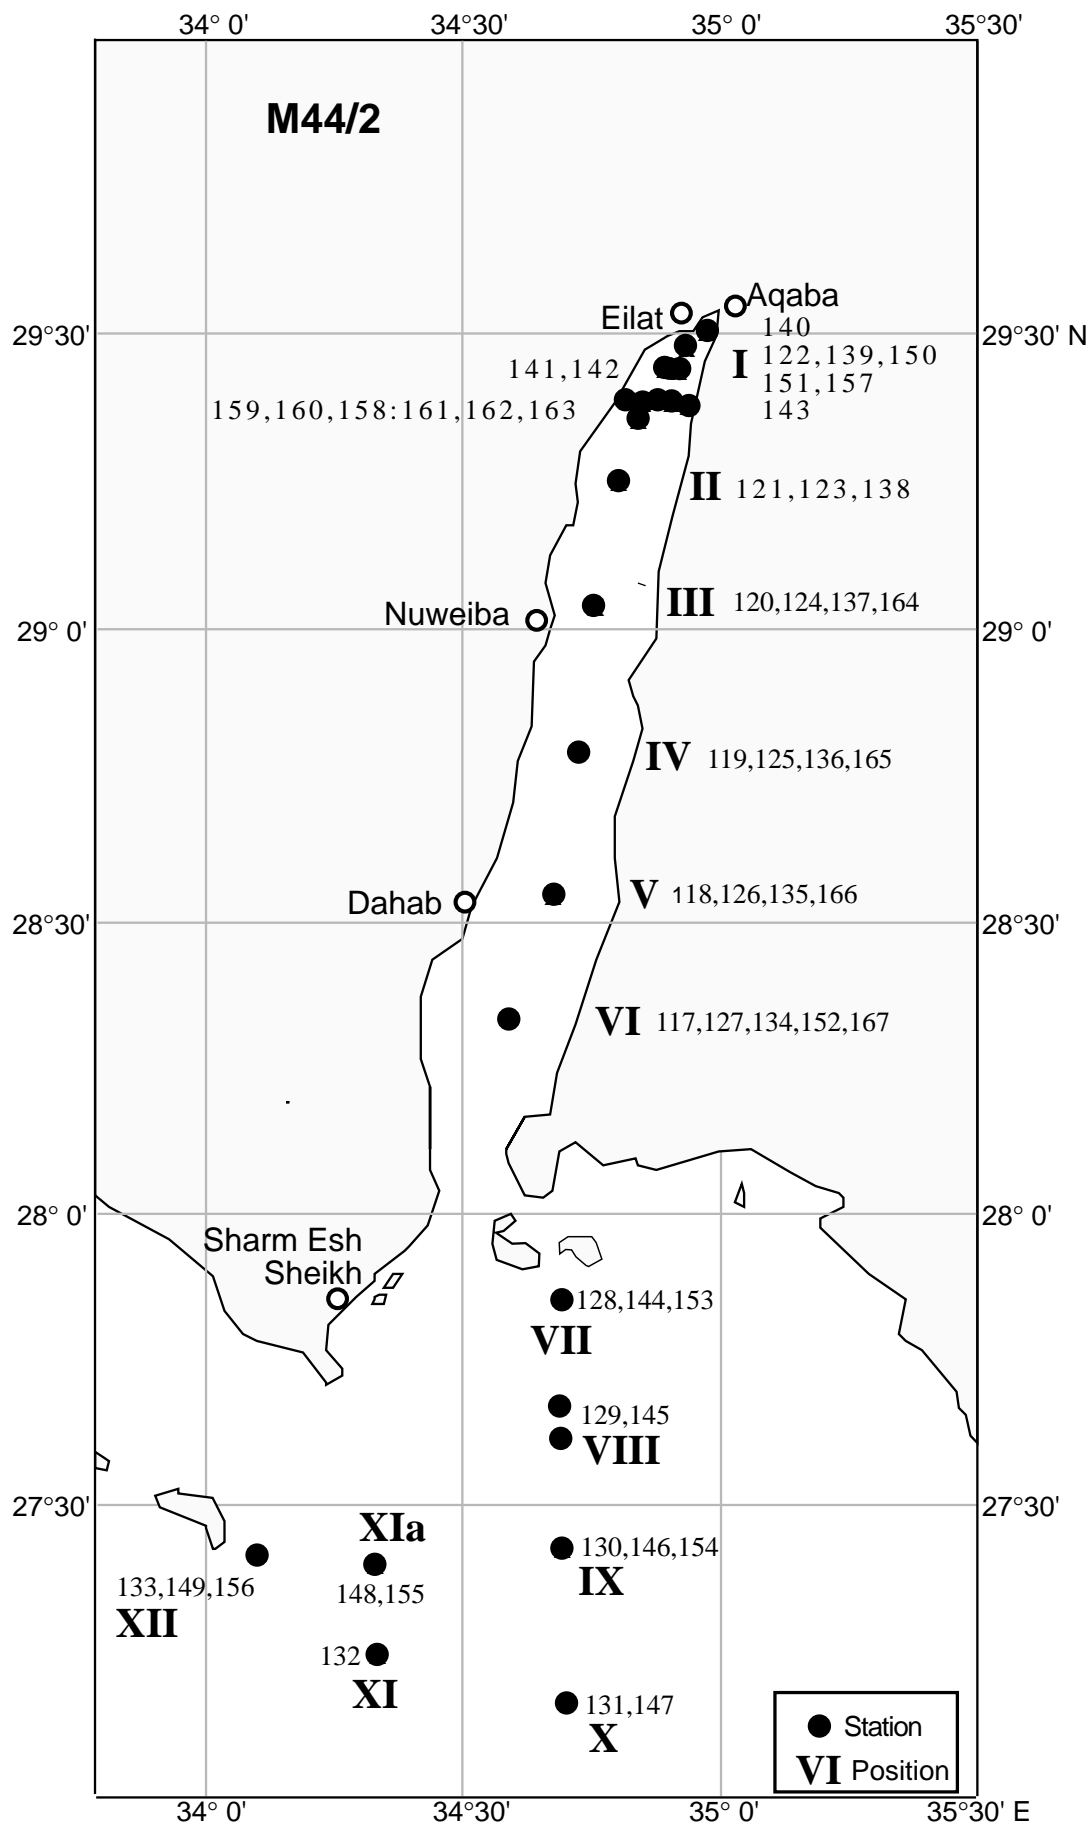 34° 0' 34°30' 35° 0' 35°30'
M44/2
Aqaba
Eilat
29°30' 29°30' N
140
I 122,139,150
141,142
151,157
159,160,158:161,162,163 143
II 121,123,138
III 120,124,137,164
Nuweiba
29° 0' 29° 0'
IV 119,125,136,165
V 118,126,135,166
Dahab
28°30' 28°30'
VI 117,127,134,152,167
28° 0' 28° 0'
Sharm Esh
Sheikh
128,144,153
VII
129,145
VIII
27°30' 27°30'
XIa
130,146,154
IX
133,149,156
148,155
XII
132
XI
131,147
X
Station
VI Position
34° 0' 34°30' 35° 0' 35°30' E